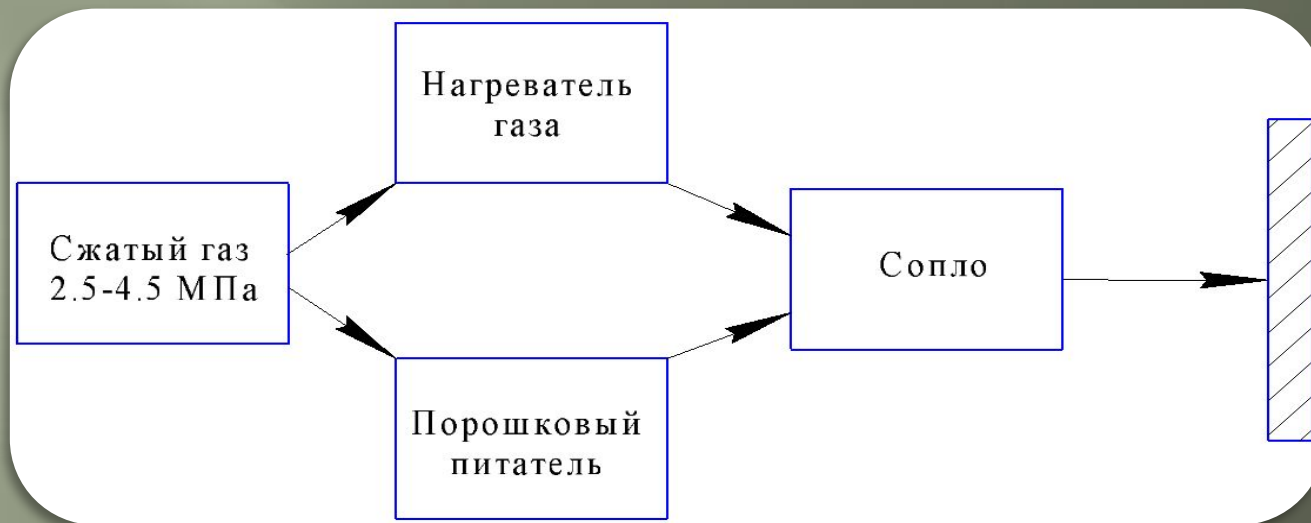 Нагреватель
газа
Сжатый газ
2.5-4.5 МПа
Сопло
Порошковый
питатель